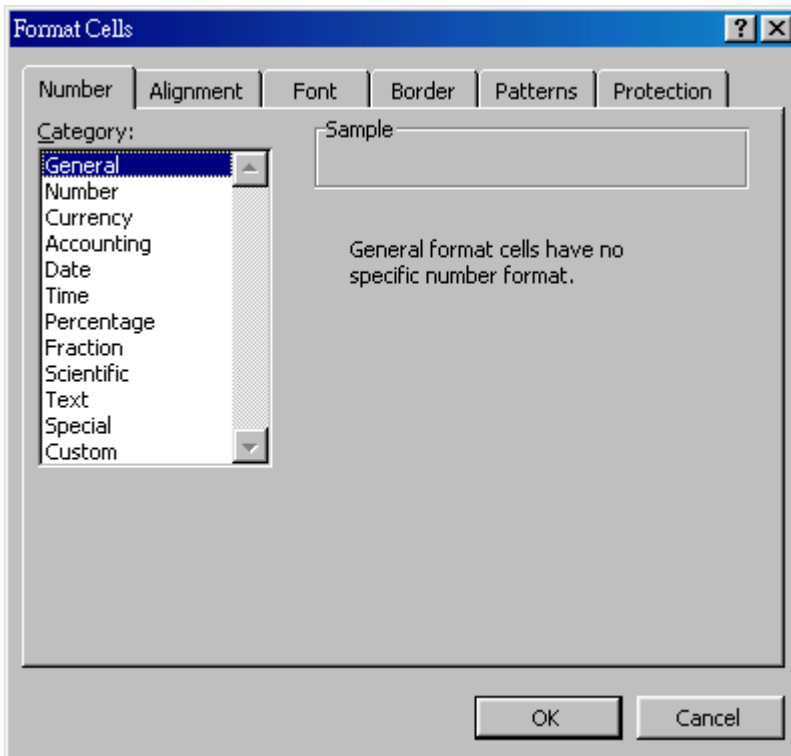 Format Cells
Number Alignment Font Border Patterns Protection
Category:
General
Number
Currency
Accounting
Date
Time
Percentage
Fraction
Scientific
Text
Special
Custom
Sample
General format cells have no
specific number format.
OK Cancel